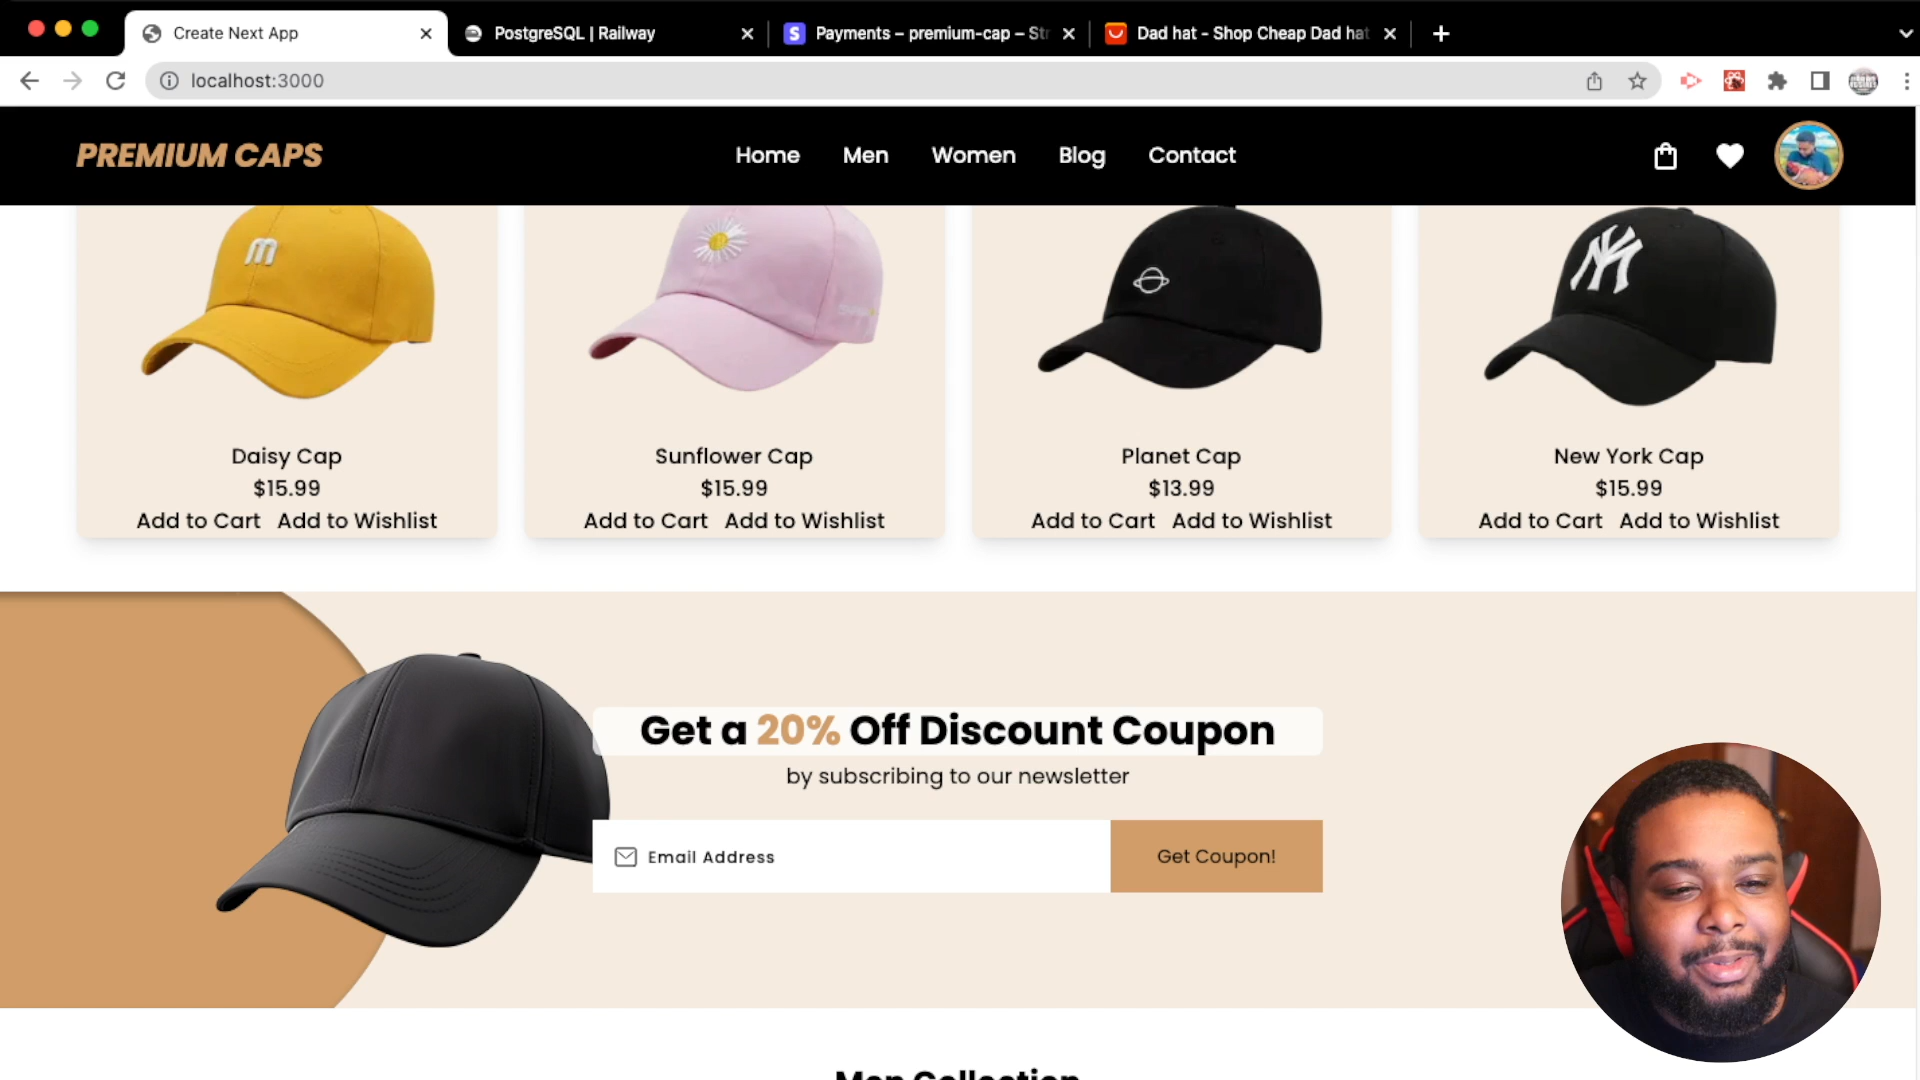 Create Next App
PostgreSQL | Railway
Payments – premium-cap – Str
Dad hat - Shop Cheap Dad hat
localhost:3000
PREMIUM CAPS
Home Men Women Blog Contact
m
NY
Daisy Cap
$15.99
Add to Cart Add to Wishlist
Sunflower Cap
$15.99
Add to Cart Add to Wishlist
Planet Cap
$13.99
Add to Cart Add to Wishlist
New York Cap
$15.99
Add to Cart Add to Wishlist
Get a 20% Off Discount Coupon
by subscribing to our newsletter
Email Address
Get Coupon!
Men Collection